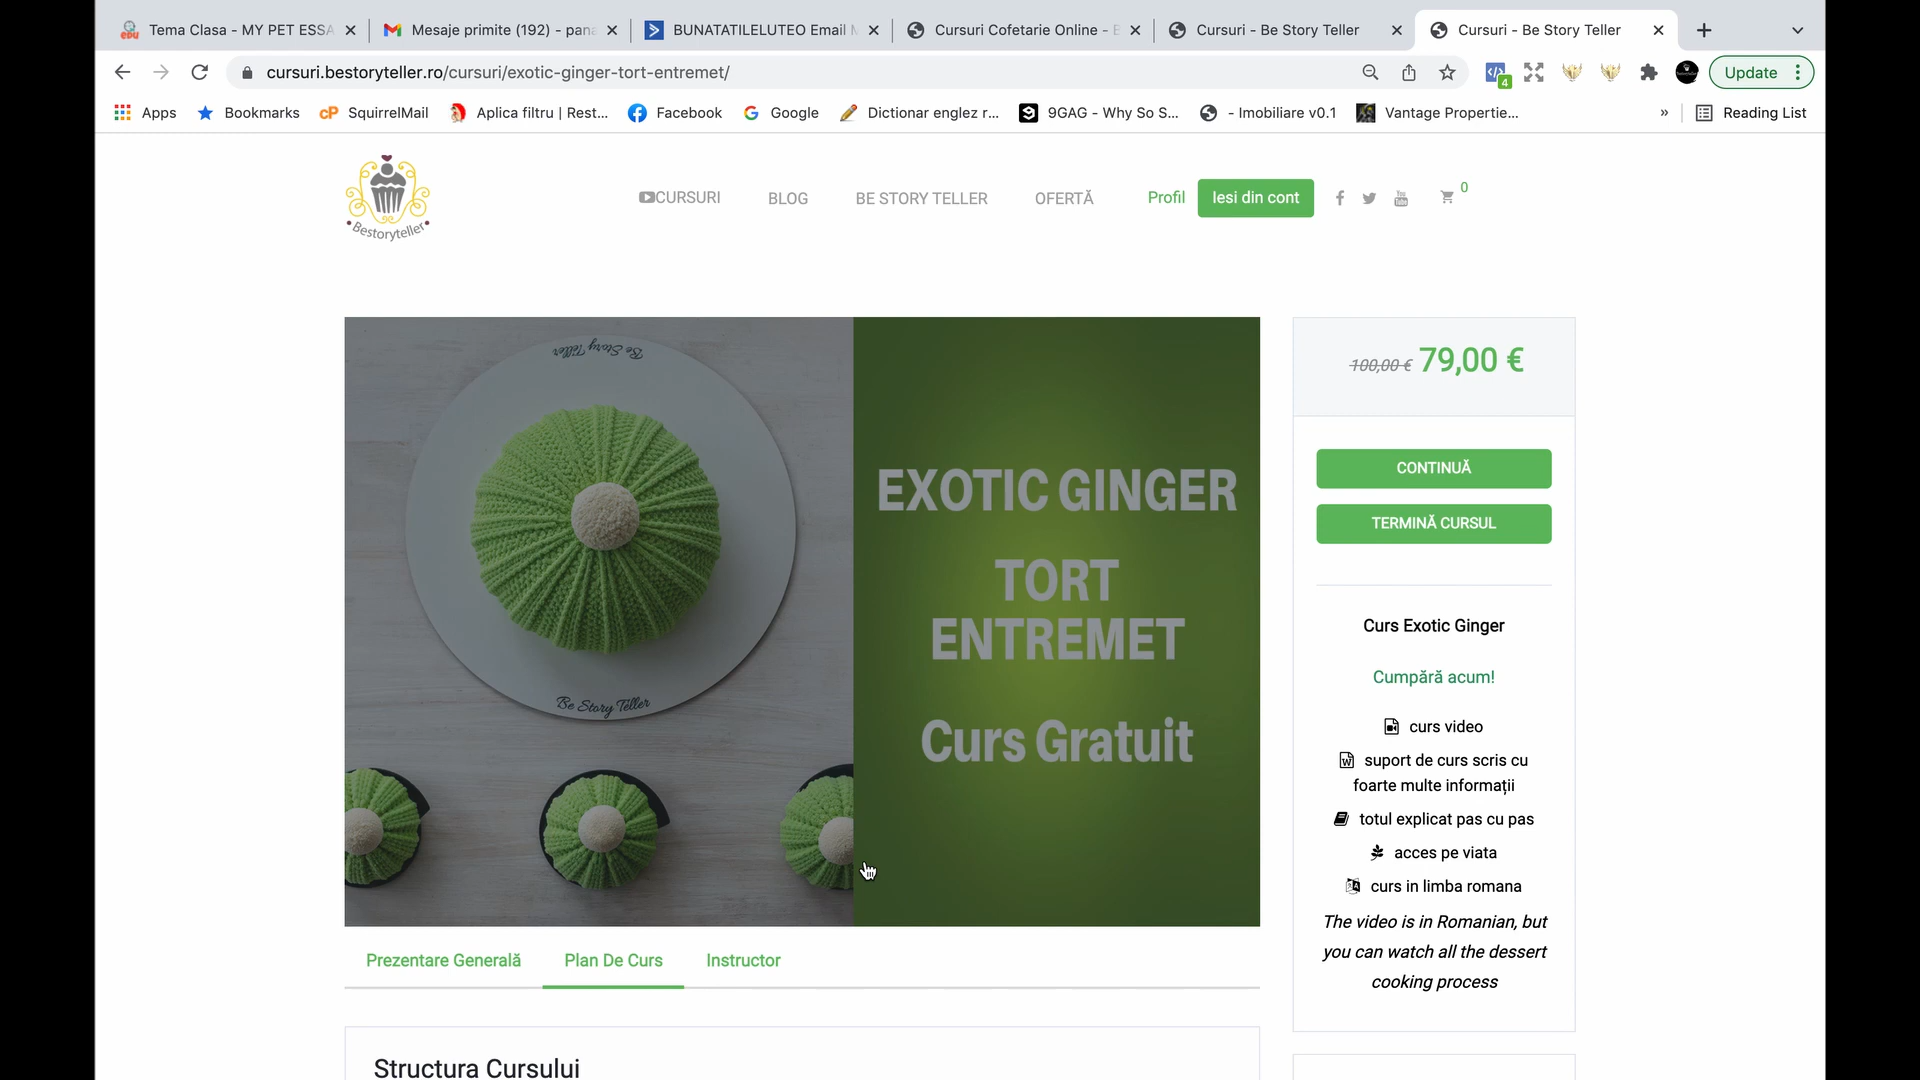 Tema Clasa - MY PET ESSA
Mesaje primite (192) - pana
BUNATATILELUTEO Email M
Cursuri Cofetarie Online - B
Cursuri - Be Story Teller
Cursuri - Be Story Teller
cursuri.bestoryteller.ro/cursuri/exotic-ginger-tort-entremet/
4
Update
Apps
Bookmarks
SquirrelMail
Aplica filtru | Rest...
Facebook
Google
Dictionar englez r...
9GAG - Why So S...
- Imobiliare v0.1
Vantage Propertie...
»
Reading List
Bestoryteller
CURSURI
BLOG
BE STORY TELLER
OFERTĂ
Profil
Iesi din cont
0
Be Story Teller
EXOTIC GINGER
TORT
ENTREMET
Curs Gratuit
Be Story Teller
100,00 € 79,00 €
CONTINUĂ
TERMINĂ CURSUL
Curs Exotic Ginger
Cumpără acum!
curs video
suport de curs scris cu
foarte multe informații
totul explicat pas cu pas
acces pe viata
curs in limba romana
The video is in Romanian, but
you can watch all the dessert
cooking process
Prezentare Generală
Plan De Curs
Instructor
Structura Cursului